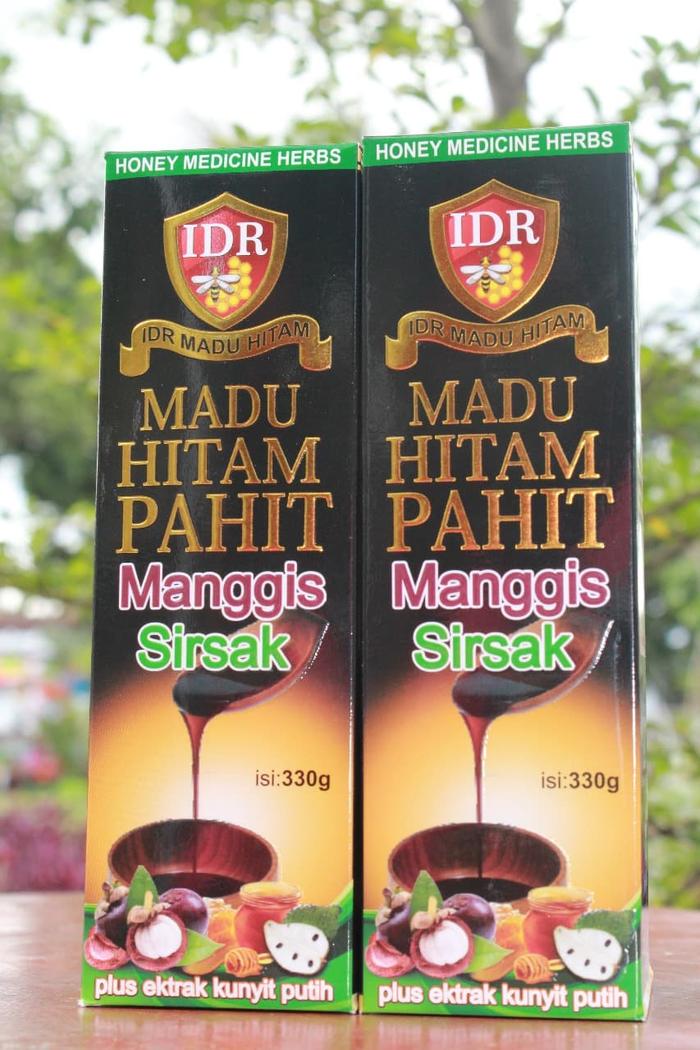 HONEY MEDICINE HERBS
IDR
IDR MADU HITAM
MADU
HITAM
PAHIT
Manggis
Sirsak
isi:330g
plus ektrak kunyit putih
HONEY MEDICINE HERBS
IDR
IDR MADU HITAM
MADU
HITAM
PAHIT
Manggis
Sirsak
isi:330g
plus ektrak kunyit putih